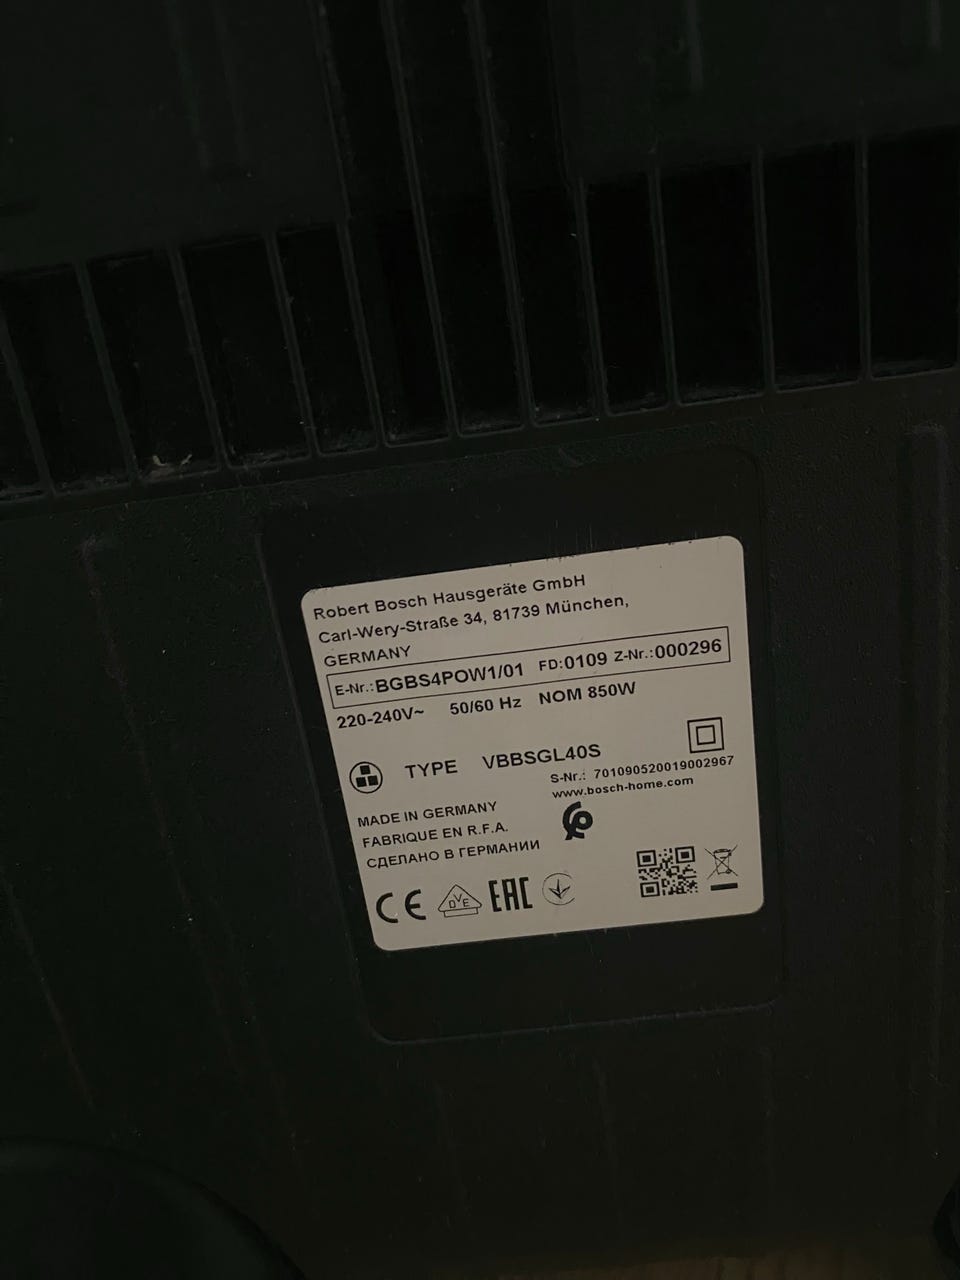 Robert Bosch Hausgeräte GmbH
Carl-Wery-Straße 34, 81739 München,
GERMANY
E-Nr.: BGBS4POW1/01 FD: 0109 Z-Nr.: 000296
220-240V~ 50/60 Hz NOM 850W
TYPE VBBSGL40S
S-Nr.: 701090520019002967
www.bosch-home.com
MADE IN GERMANY
FABRIQUE EN R.F.A.
СДЕЛАНО В ГЕРМАНИИ
CE DVE EAC